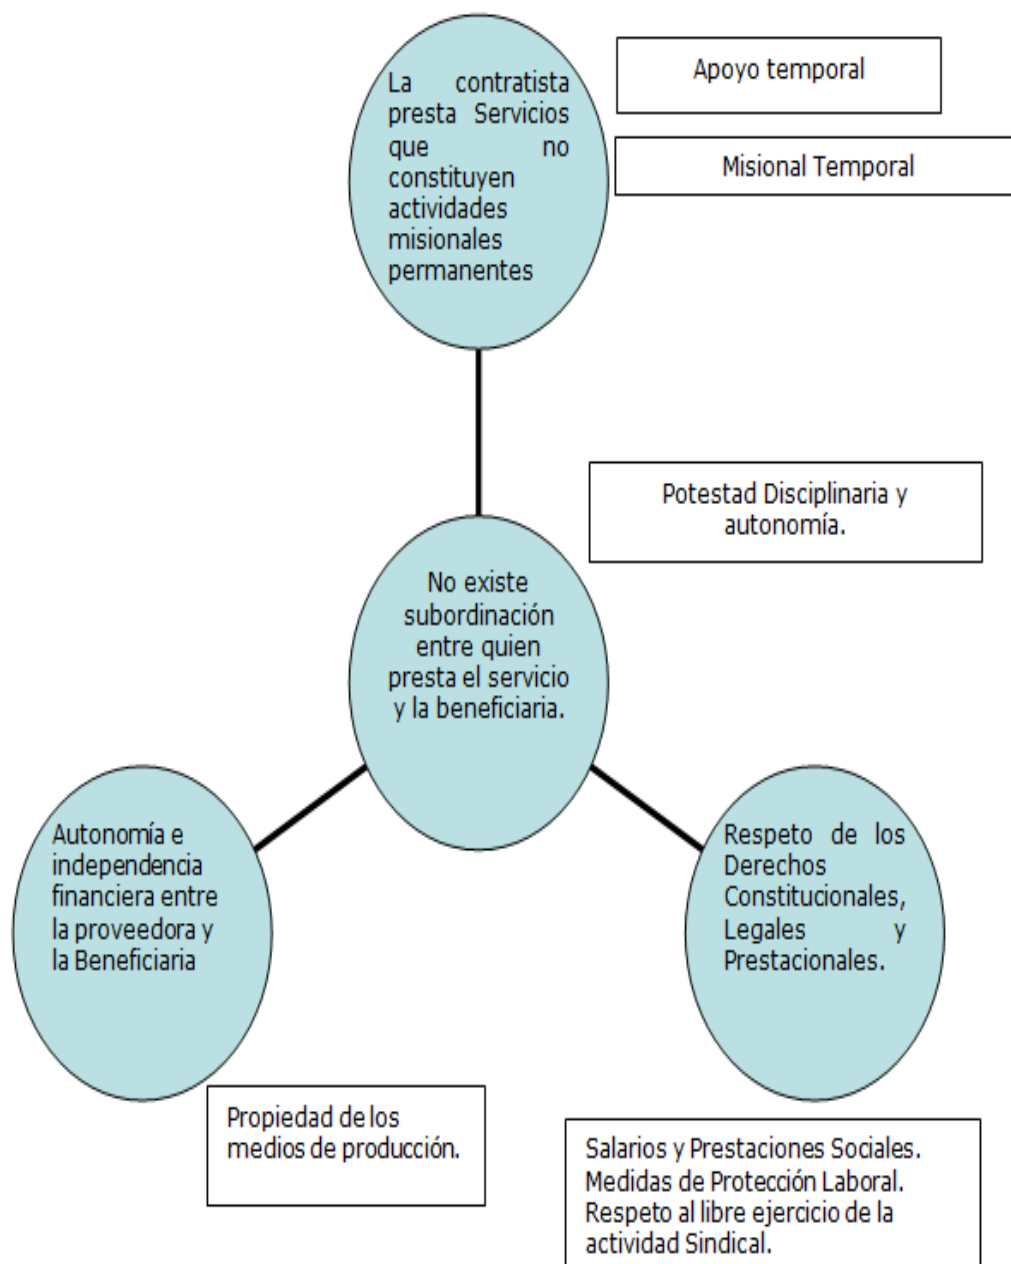 La contratista
presta Servicios
que no
constituyen
actividades
misionales
permanentes
Apoyo temporal
Misional Temporal
Potestad Disciplinaria y
autonomía.
No existe
subordinación
entre quien
presta el servicio
y la beneficiaria.
Autonomía e
independencia
financiera entre
la proveedora y
la Beneficiaria
Respeto de los
Derechos
Constitucionales,
Legales y
Prestacionales.
Propiedad de los
medios de producción.
Salarios y Prestaciones Sociales.
Medidas de Protección Laboral.
Respeto al libre ejercicio de la
actividad Sindical.